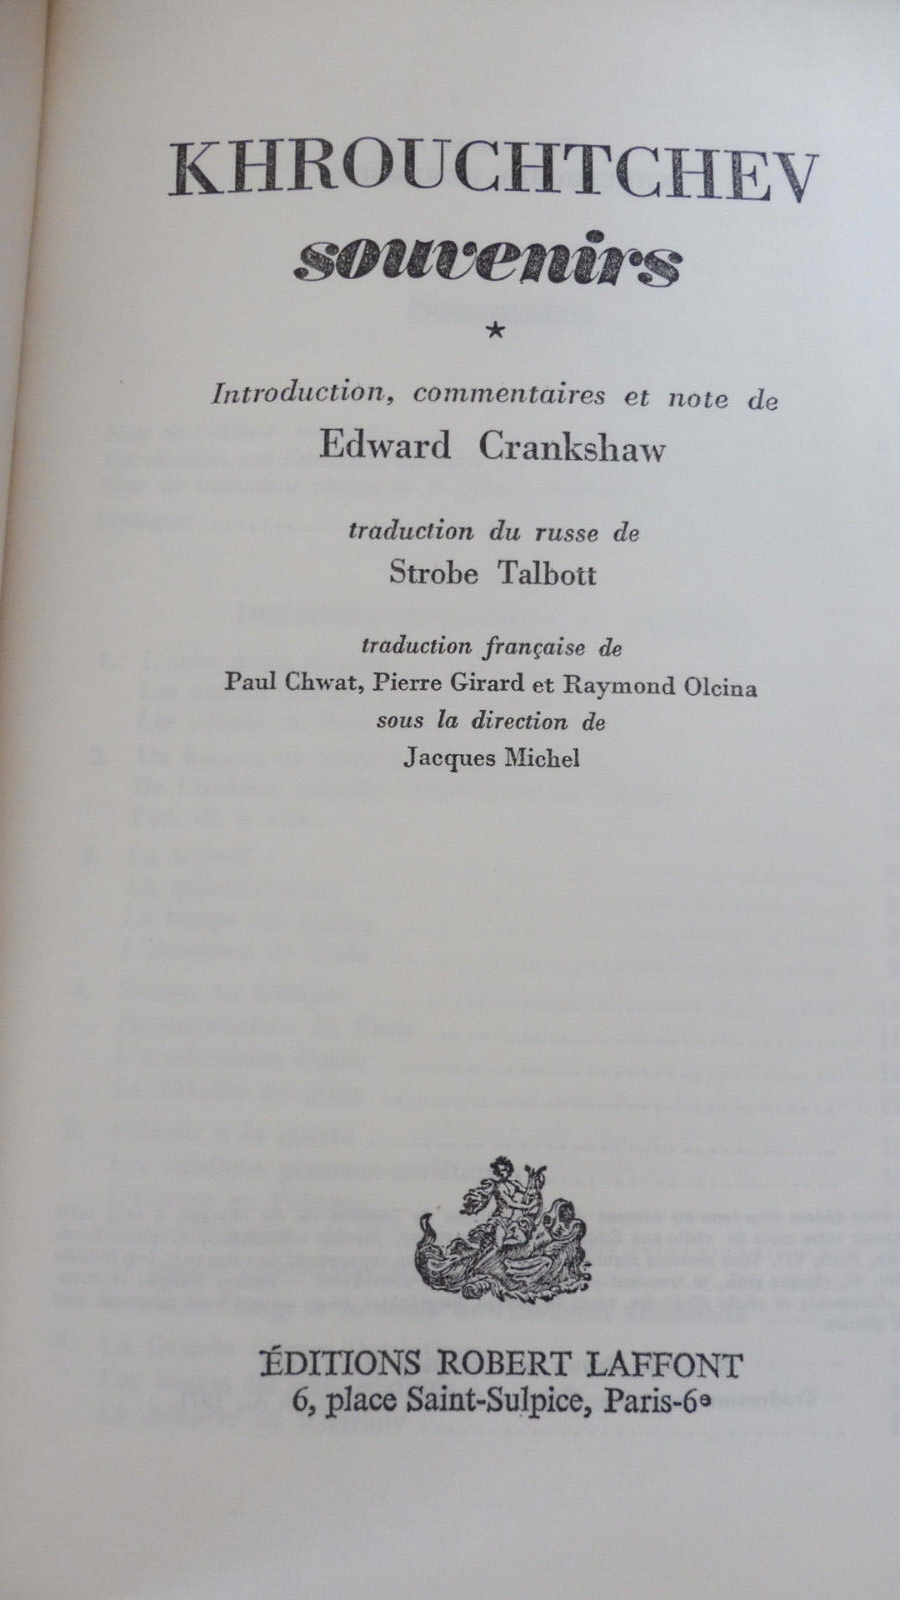 KHROUCHTCHEV
souvenirs
★
Introduction, commentaires et note de
Edward Crankshaw
traduction du russe de
Strobe Talbott
traduction française de
Paul Chwat, Pierre Girard et Raymond Olcina
sous la direction de
Jacques Michel
ÉDITIONS ROBERT LAFFONT
6, place Saint-Sulpice, Paris-6e